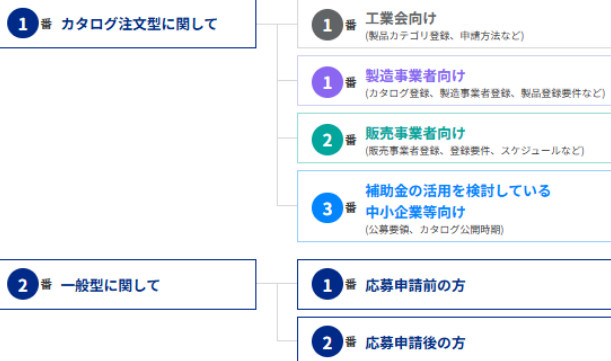 1 番 カタログ注文型に関して
1 番 工業会向け
(製品カテゴリ登録、申請方法など)
1 番 製造事業者向け
(カタログ登録、製造事業者登録、製品登録要件など)
2 番 販売事業者向け
(販売事業者登録、登録要件、スケジュールなど)
3 番 補助金の活用を検討している
中小企業等向け
(公募要領、カタログ公開時期)
2 番 一般型に関して
1 番 応募申請前の方
2 番 応募申請後の方